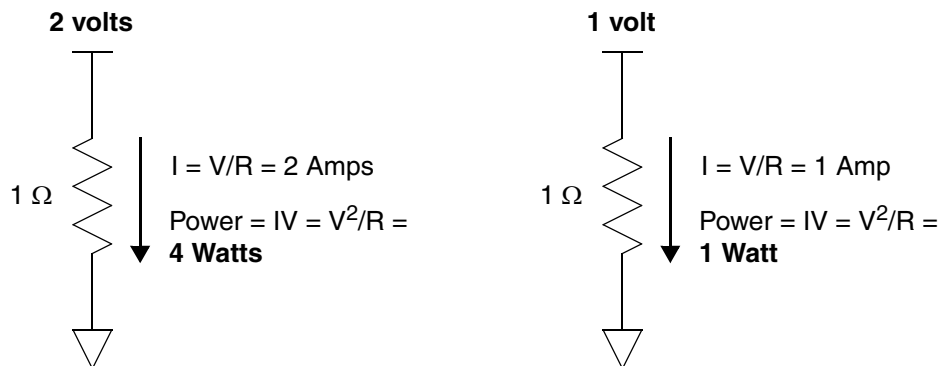 2 volts
1 Ω
I = V/R = 2 Amps
Power = IV = V²/R =
4 Watts
1 volt
1 Ω
I = V/R = 1 Amp
Power = IV = V²/R =
1 Watt